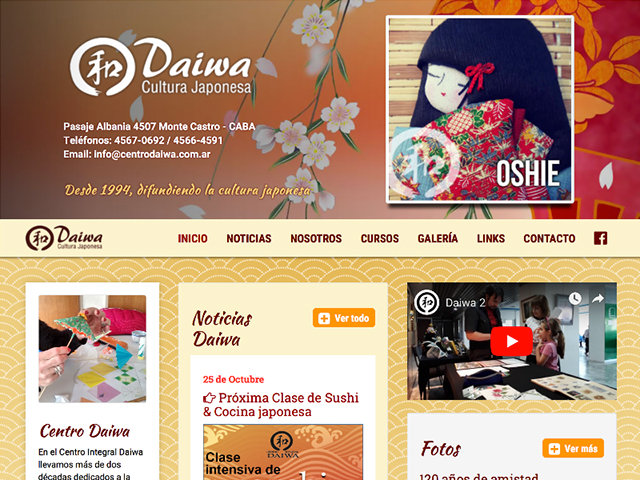 和 Daiwa
Cultura Japonesa
Pasaje Albania 4507 Monte Castro - CABA
Teléfonos: 4567-0692 / 4566-4591
Email: info@centrodaiwa.com.ar
Desde 1994, difundiendo la cultura japonesa
和
OSHIE
和 Daiwa
Cultura Japonesa
INICIO NOTICIAS NOSOTROS CURSOS GALERÍA LINKS CONTACTO
Centro Daiwa
En el Centro Integral Daiwa
llevamos más de dos
décadas dedicados a la
Noticias
Daiwa
Ver todo
25 de Octubre
Próxima Clase de Sushi
& Cocina japonesa
和 DAIWA
Clase
intensiva de
和 Daiwa 2
Fotos
Ver más
120 años de amistad